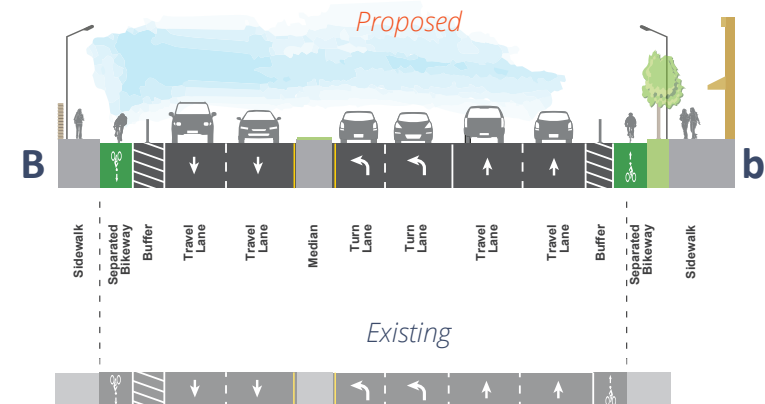 Proposed
B
b
Sidewalk
Separated
Bikeway
Buffer
Travel
Lane
Travel
Lane
Median
Turn
Lane
Turn
Lane
Travel
Lane
Travel
Lane
Buffer
Separated
Bikeway
Sidewalk
Existing